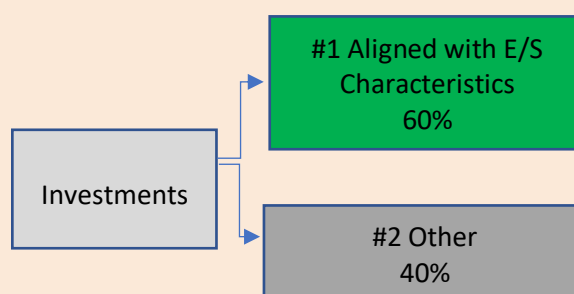 #1 Aligned with E/S
Characteristics
60%
Investments
#2 Other
40%